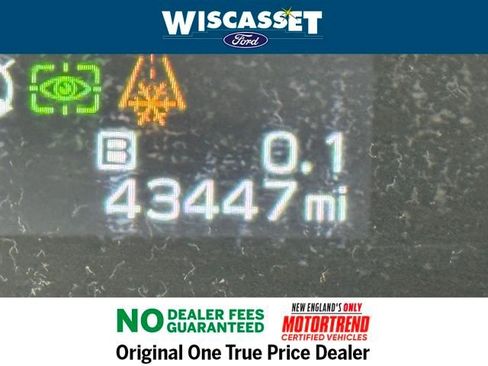 WISCASSET
Ford
B 0.1
43447 mi
NO DEALER FEES
GUARANTEED
NEW ENGLAND'S ONLY
MOTORTREND
CERTIFIED VEHICLES
Original One True Price Dealer